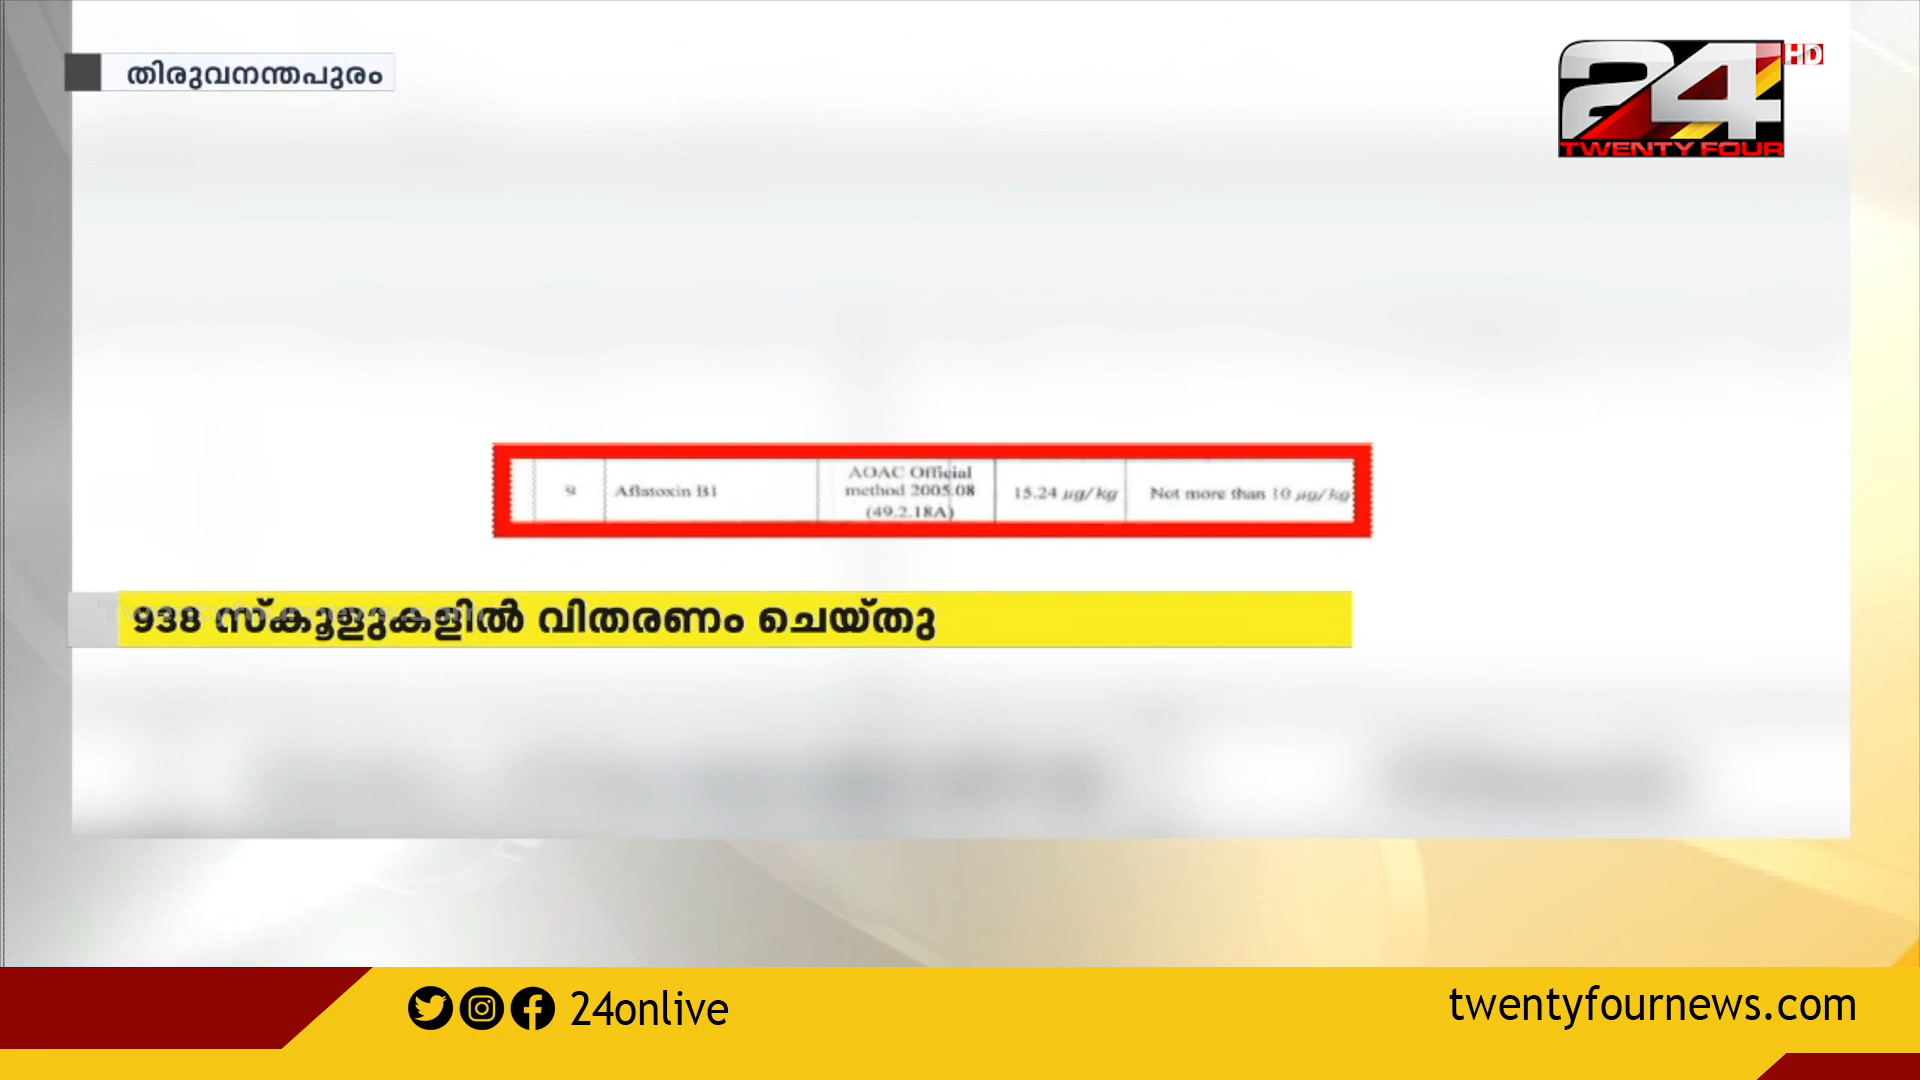 തിരുവനന്തപുരം
24 HD
TWENTY FOUR
9 Aflatoxin B1 AOAC Official method 2005.08 (49.2.18A) 15.24 µg/kg Not more than 10 µg/kg
938 സ്കൂളുകളിൽ വിതരണം ചെയ്തു
24onlive
twentyfournews.com